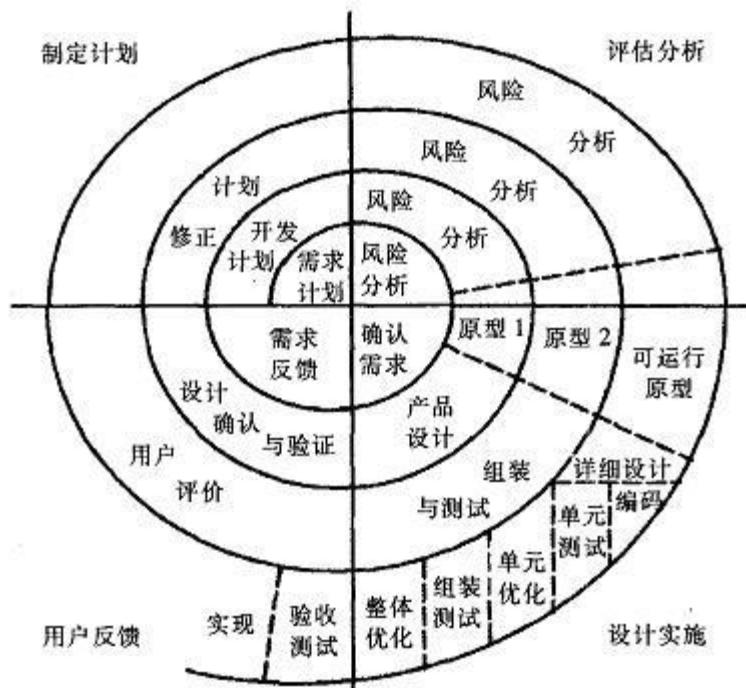 制定计划
评估分析
风险
分析
风险
分析
计划
修正
风险
分析
开发
计划
需求
计划
风险
分析
需求
反馈
确认
需求
原型 1
原型 2
可运行
原型
设计
确认
与验证
产品
设计
用户
评价
组装
与测试
详细设计
编码
单元
测试
单元
优化
组装
测试
整体
优化
验收
测试
实现
用户反馈
设计实施